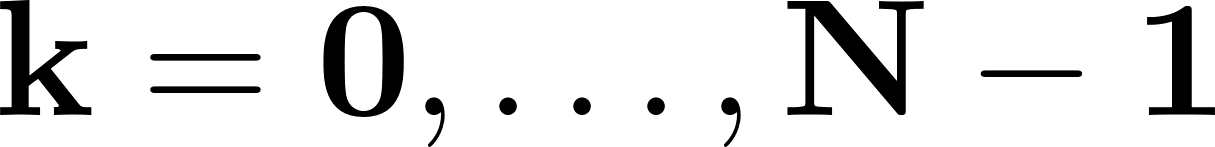 k = 0, . . . , N − 1